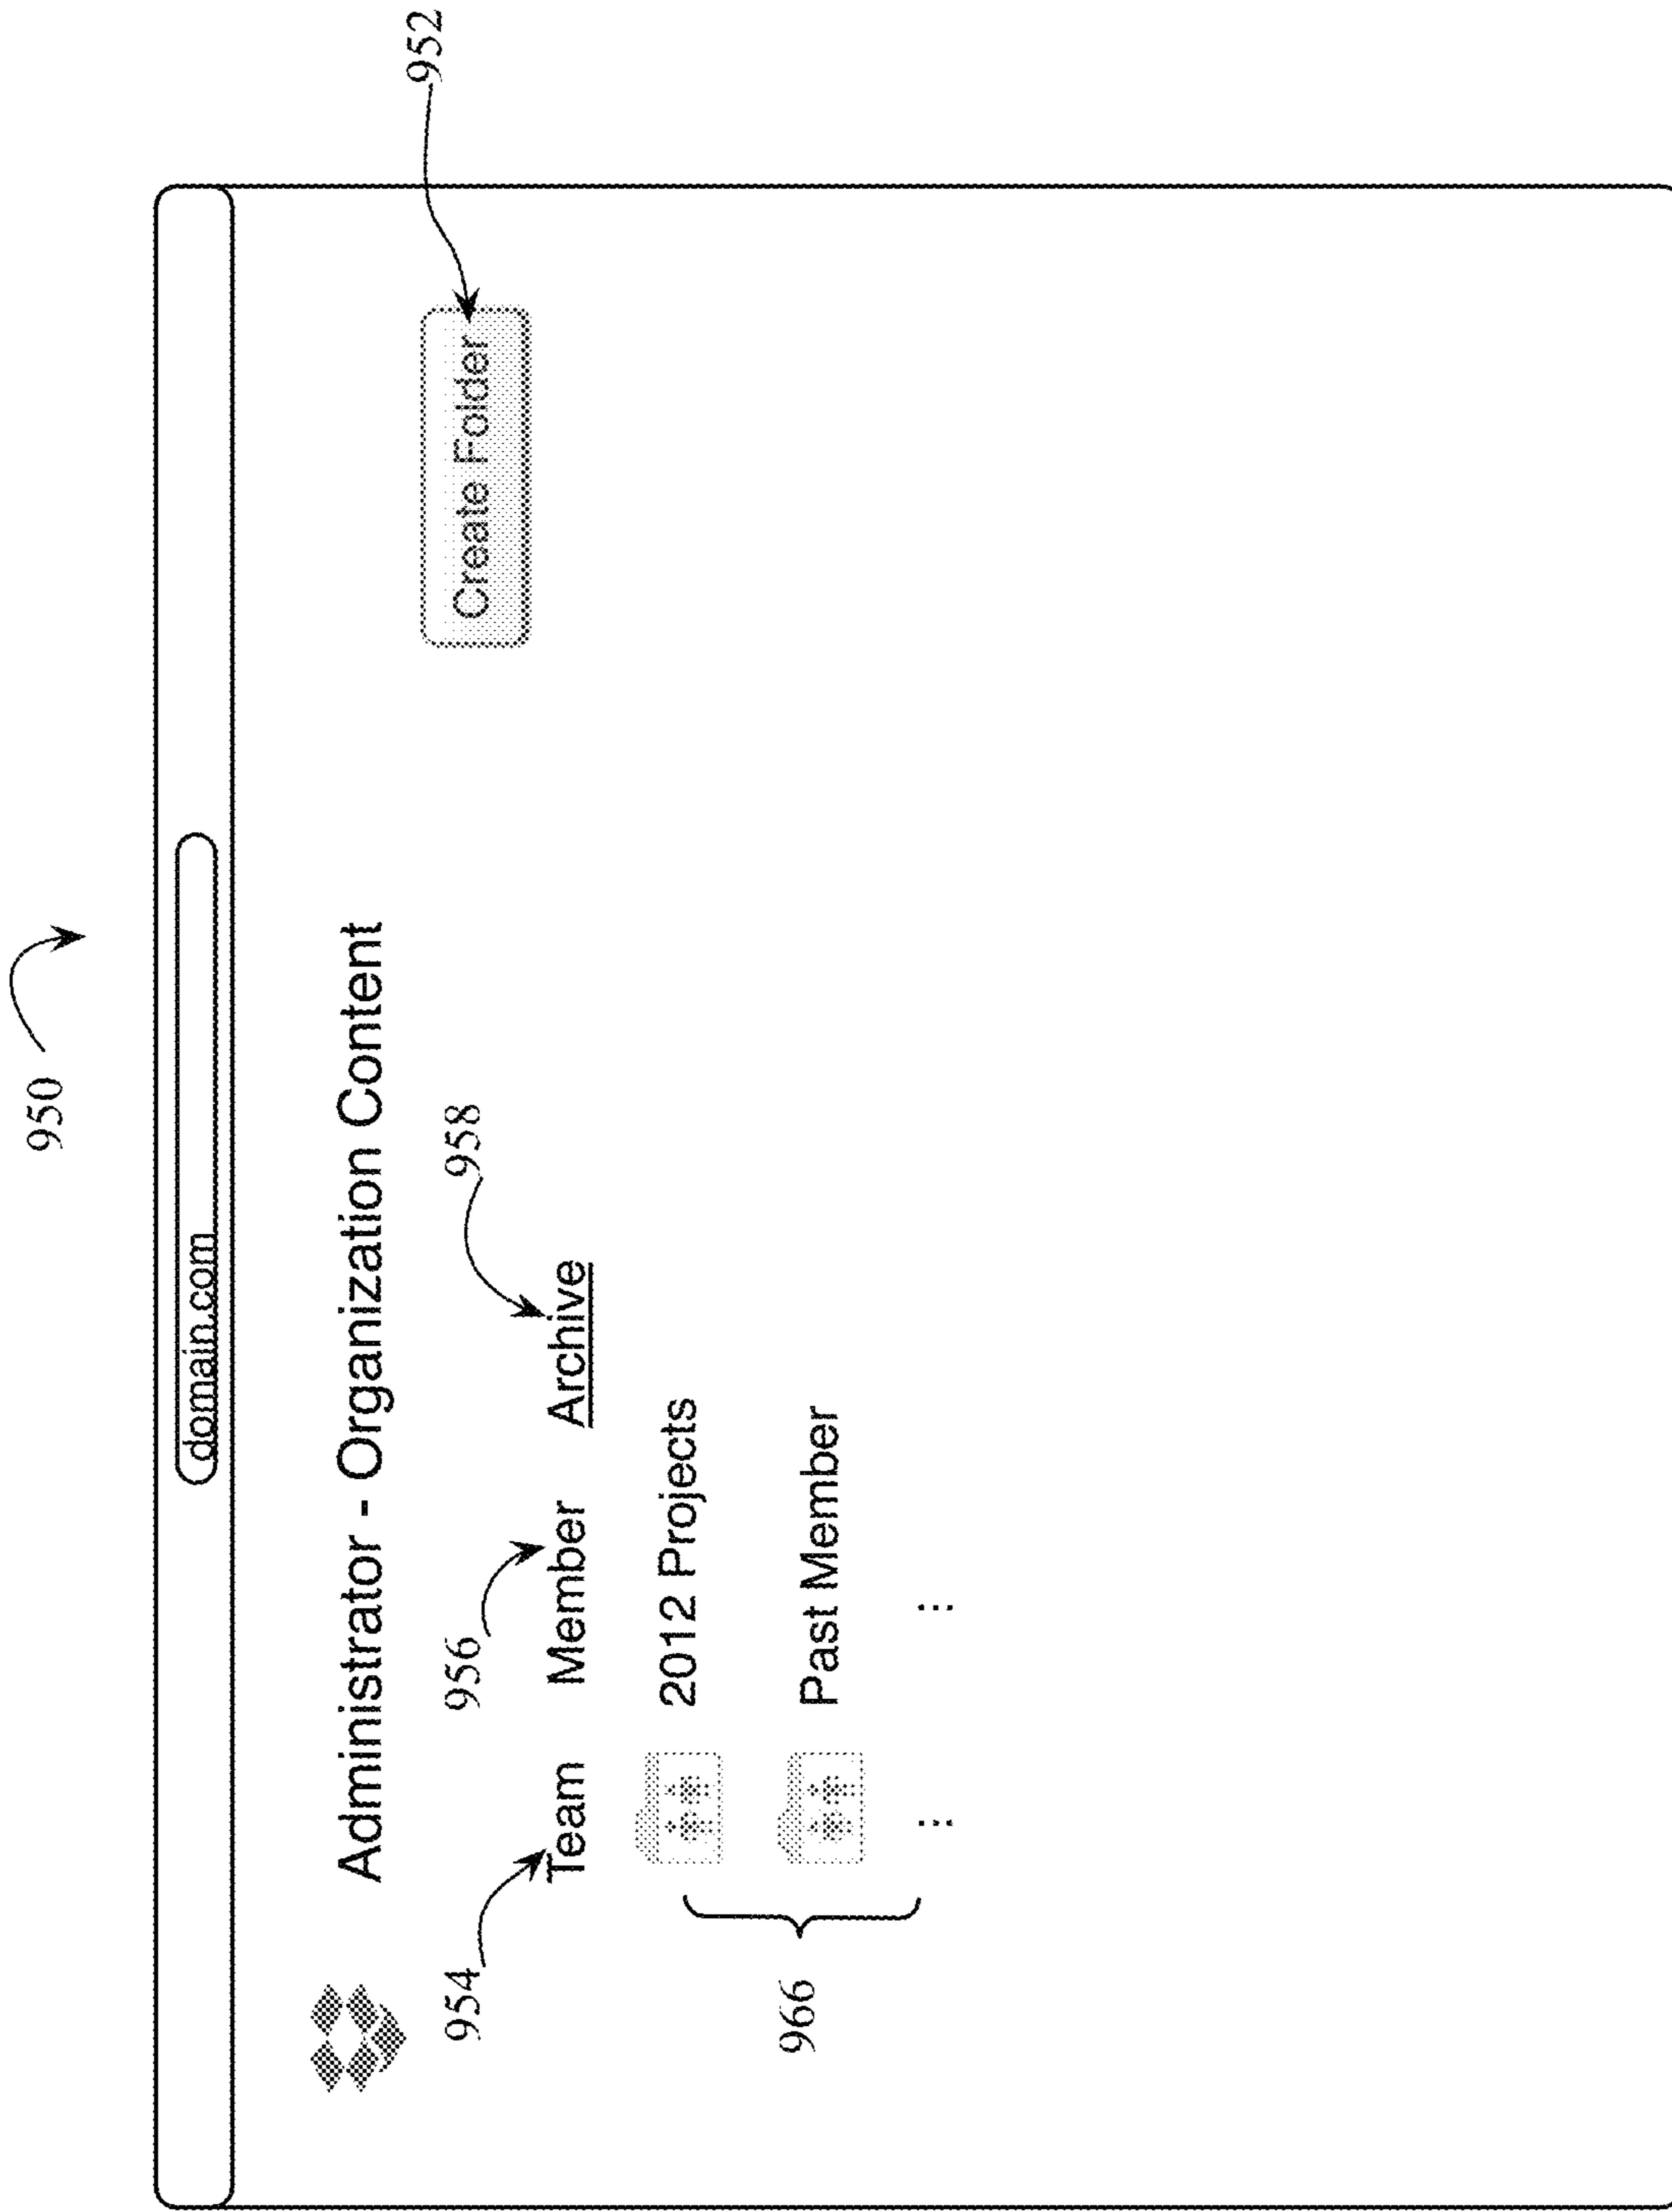 950
952
domain.com
Administrator - Organization Content
954
956
958
Create Folder
Team Member Archive
2012 Projects
966
Past Member